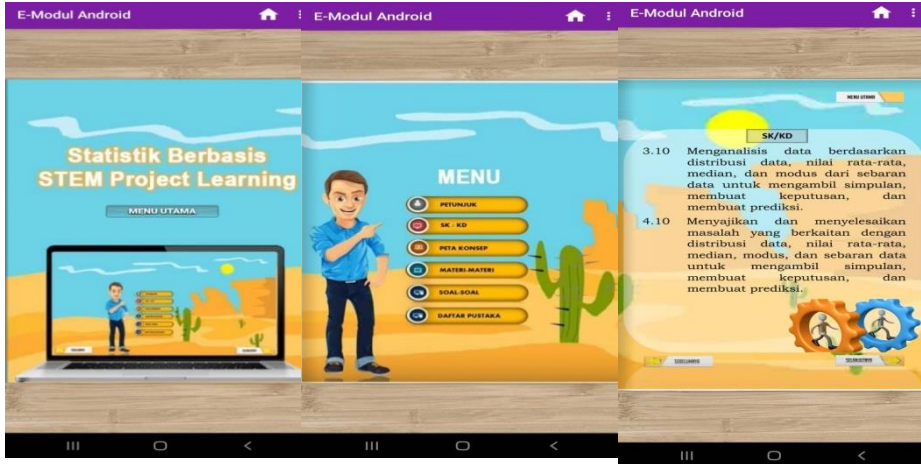 E-Modul Android
Statistik Berbasis
STEM Project Learning
MENU UTAMA
E-Modul Android
MENU
PETUNJUK
SK - KD
PETA KONSEP
MATERI-MATERI
SOAL-SOAL
DAFTAR PUSTAKA
E-Modul Android
MENU UTAMA
SK/KD
3.10 Menganalisis data berdasarkan
distribusi data, nilai rata-rata,
median, dan modus dari sebaran
data untuk mengambil simpulan,
membuat keputusan, dan
membuat prediksi.
4.10 Menyajikan dan menyelesaikan
masalah yang berkaitan dengan
distribusi data, nilai rata-rata,
median, modus, dan sebaran data
untuk mengambil simpulan,
membuat keputusan, dan
membuat prediksi.
SEBELUMNYA
SELANJUTNYA